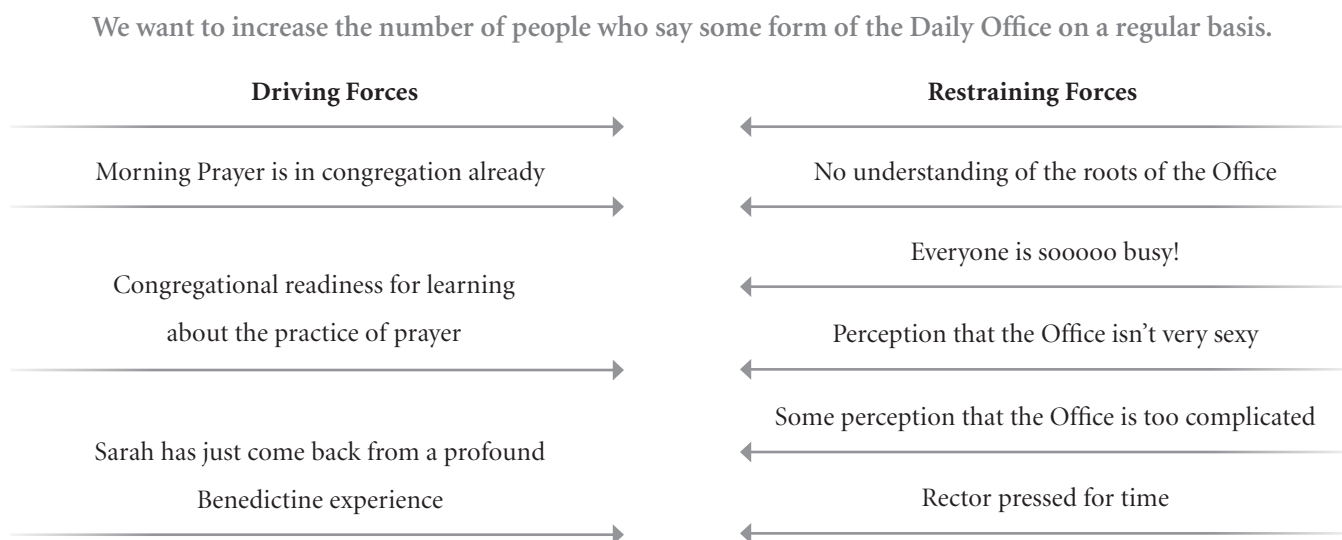 We want to increase the number of people who say some form of the Daily Office on a regular basis.
Driving Forces
Morning Prayer is in congregation already
Congregational readiness for learning
about the practice of prayer
Sarah has just come back from a profound
Benedictine experience
Restraining Forces
No understanding of the roots of the Office
Everyone is sooooo busy!
Perception that the Office isn't very sexy
Some perception that the Office is too complicated
Rector pressed for time